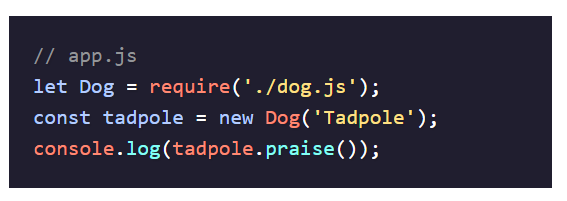 // app.js
let Dog = require('./dog.js');
const tadpole = new Dog('Tadpole');
console.log(tadpole.praise());